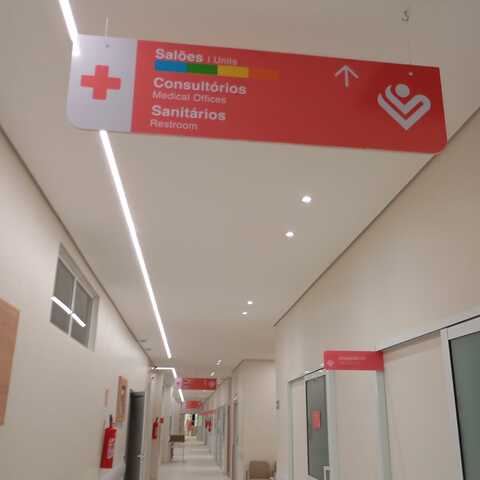 Salões | Units
Consultórios
Medical Offices
Sanitários
Restroom